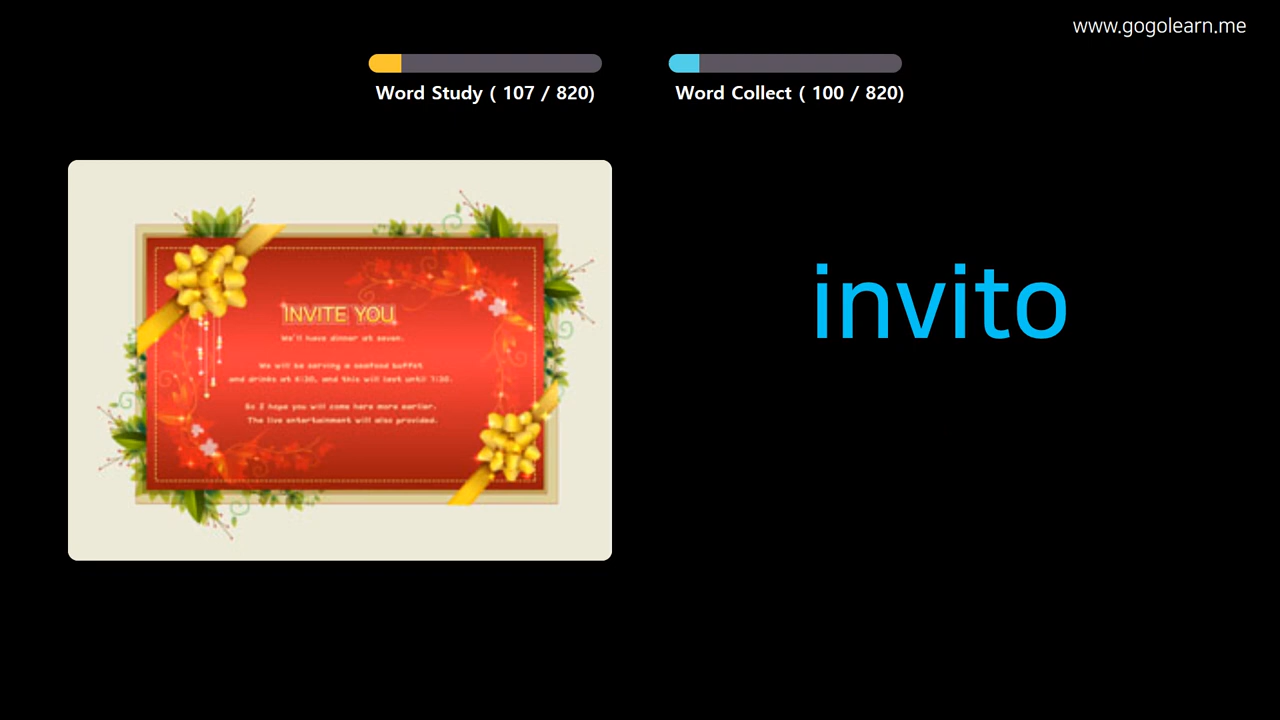 www.gogolearn.me
Word Study ( 107 / 820)
Word Collect ( 100 / 820)
INVITE YOU
We'll have dinner at seven.
We will be serving a seafood buffet
and drinks at 6:30, and this will last until 7:30.
So I hope you will come here more earlier.
The live entertainment will also provided.
invito